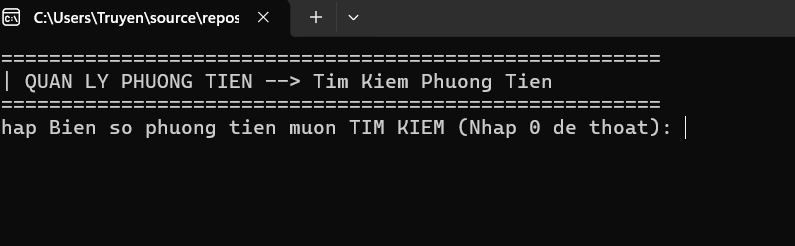 C:\Users\Truyen\source\repos
=======================================================
| QUAN LY PHUONG TIEN --> Tim Kiem Phuong Tien
=======================================================
hap Bien so phuong tien muon TIM KIEM (Nhap 0 de thoat):